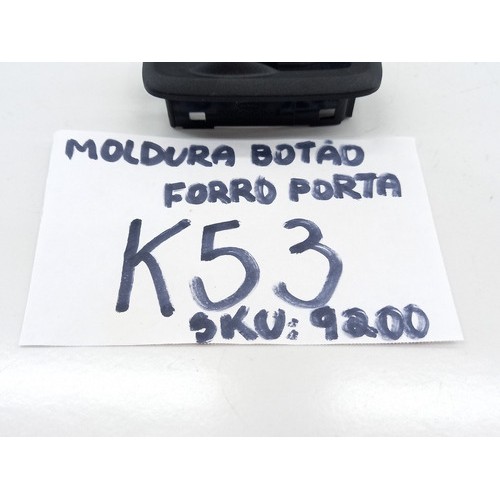 MOLDURA BOTÃO
FORRO PORTA
K53
SKU: 9200